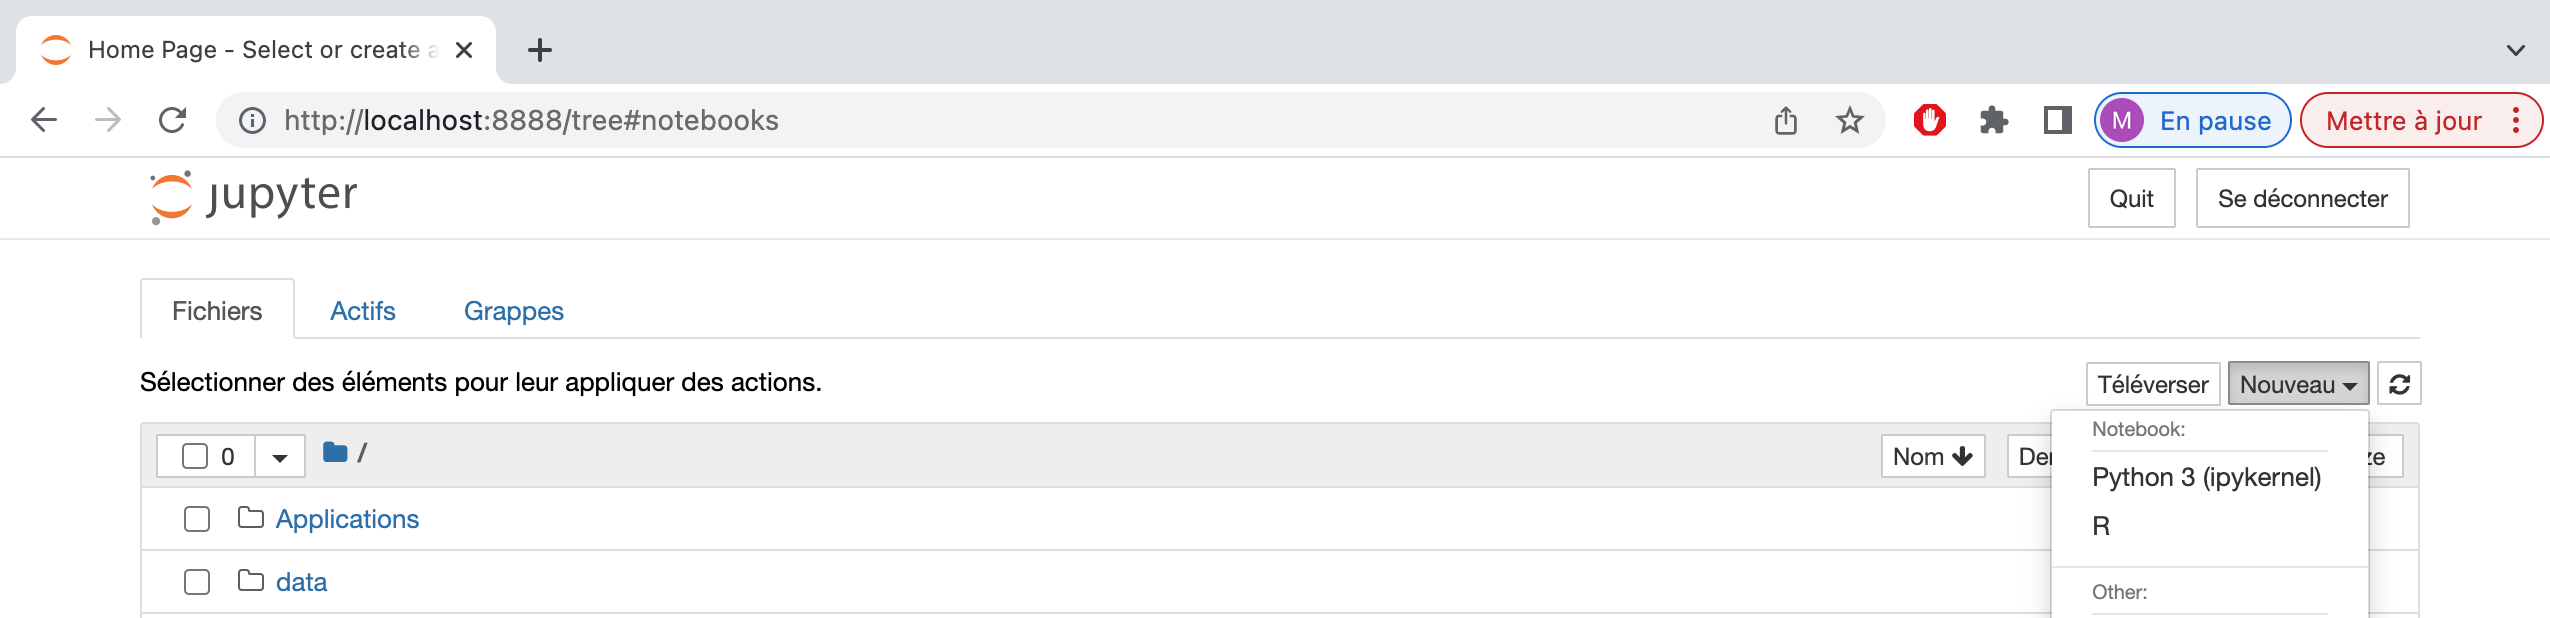 Home Page - Select or create a
http://localhost:8888/tree#notebooks
M En pause Mettre à jour
jupyter
Quit Se déconnecter
Fichiers Actifs Grappes
Sélectionner des éléments pour leur appliquer des actions.
Téléverser Nouveau
0 / Nom
Notebook:
Python 3 (ipykernel)
R
Applications
data
Other: